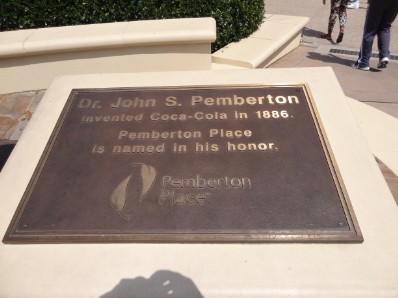 Dr. John S. Pemberton
invented Coca-Cola in 1886.
Pemberton Place
is named in his honor.
Pemberton
Place